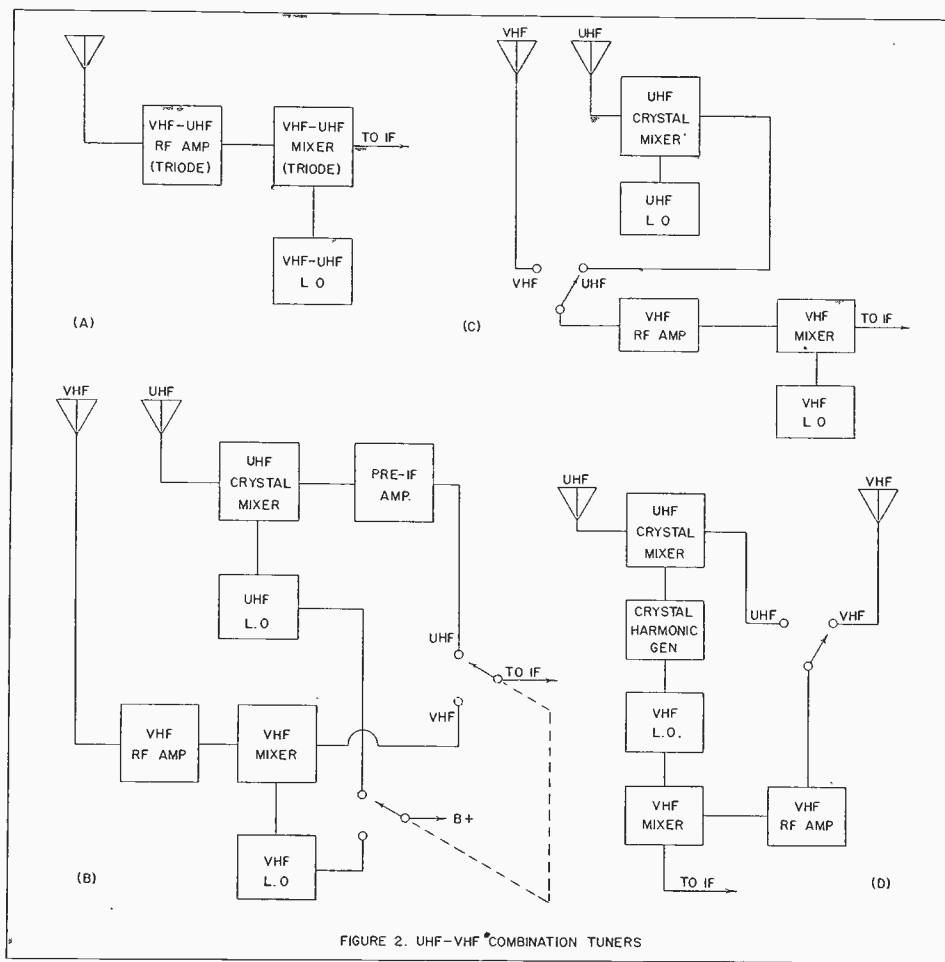 VHF-UHF
RF AMP
(TRIODE)
VHF-UHF
MIXER
(TRIODE)
TO IF
VHF-UHF
L O
(A)
VHF
UHF
UHF
CRYSTAL
MIXER
UHF
L O
VHF
UHF
VHF
RF AMP
VHF
MIXER
TO IF
VHF
L O
(C)
VHF
UHF
UHF
CRYSTAL
MIXER
PRE-IF
AMP.
UHF
L.O
UHF
TO IF
VHF
VHF
RF AMP
VHF
MIXER
B+
VHF
L.O
(B)
UHF
VHF
UHF
CRYSTAL
MIXER
UHF
VHF
CRYSTAL
HARMONIC
GEN
VHF
L.O.
VHF
MIXER
VHF
RF AMP
TO IF
(D)
FIGURE 2. UHF-VHF COMBINATION TUNERS